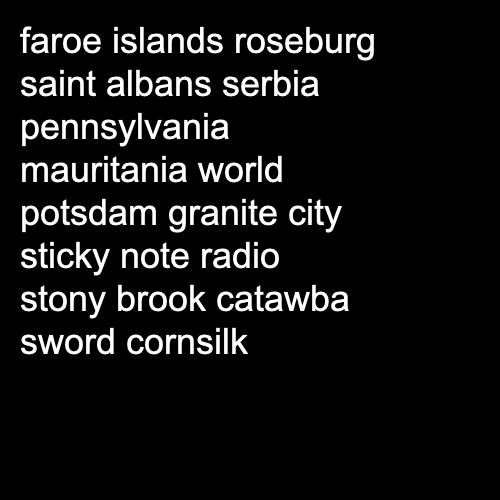 faroe islands roseburg
saint albans serbia
pennsylvania
mauritania world
potsdam granite city
sticky note radio
stony brook catawba
sword cornsilk